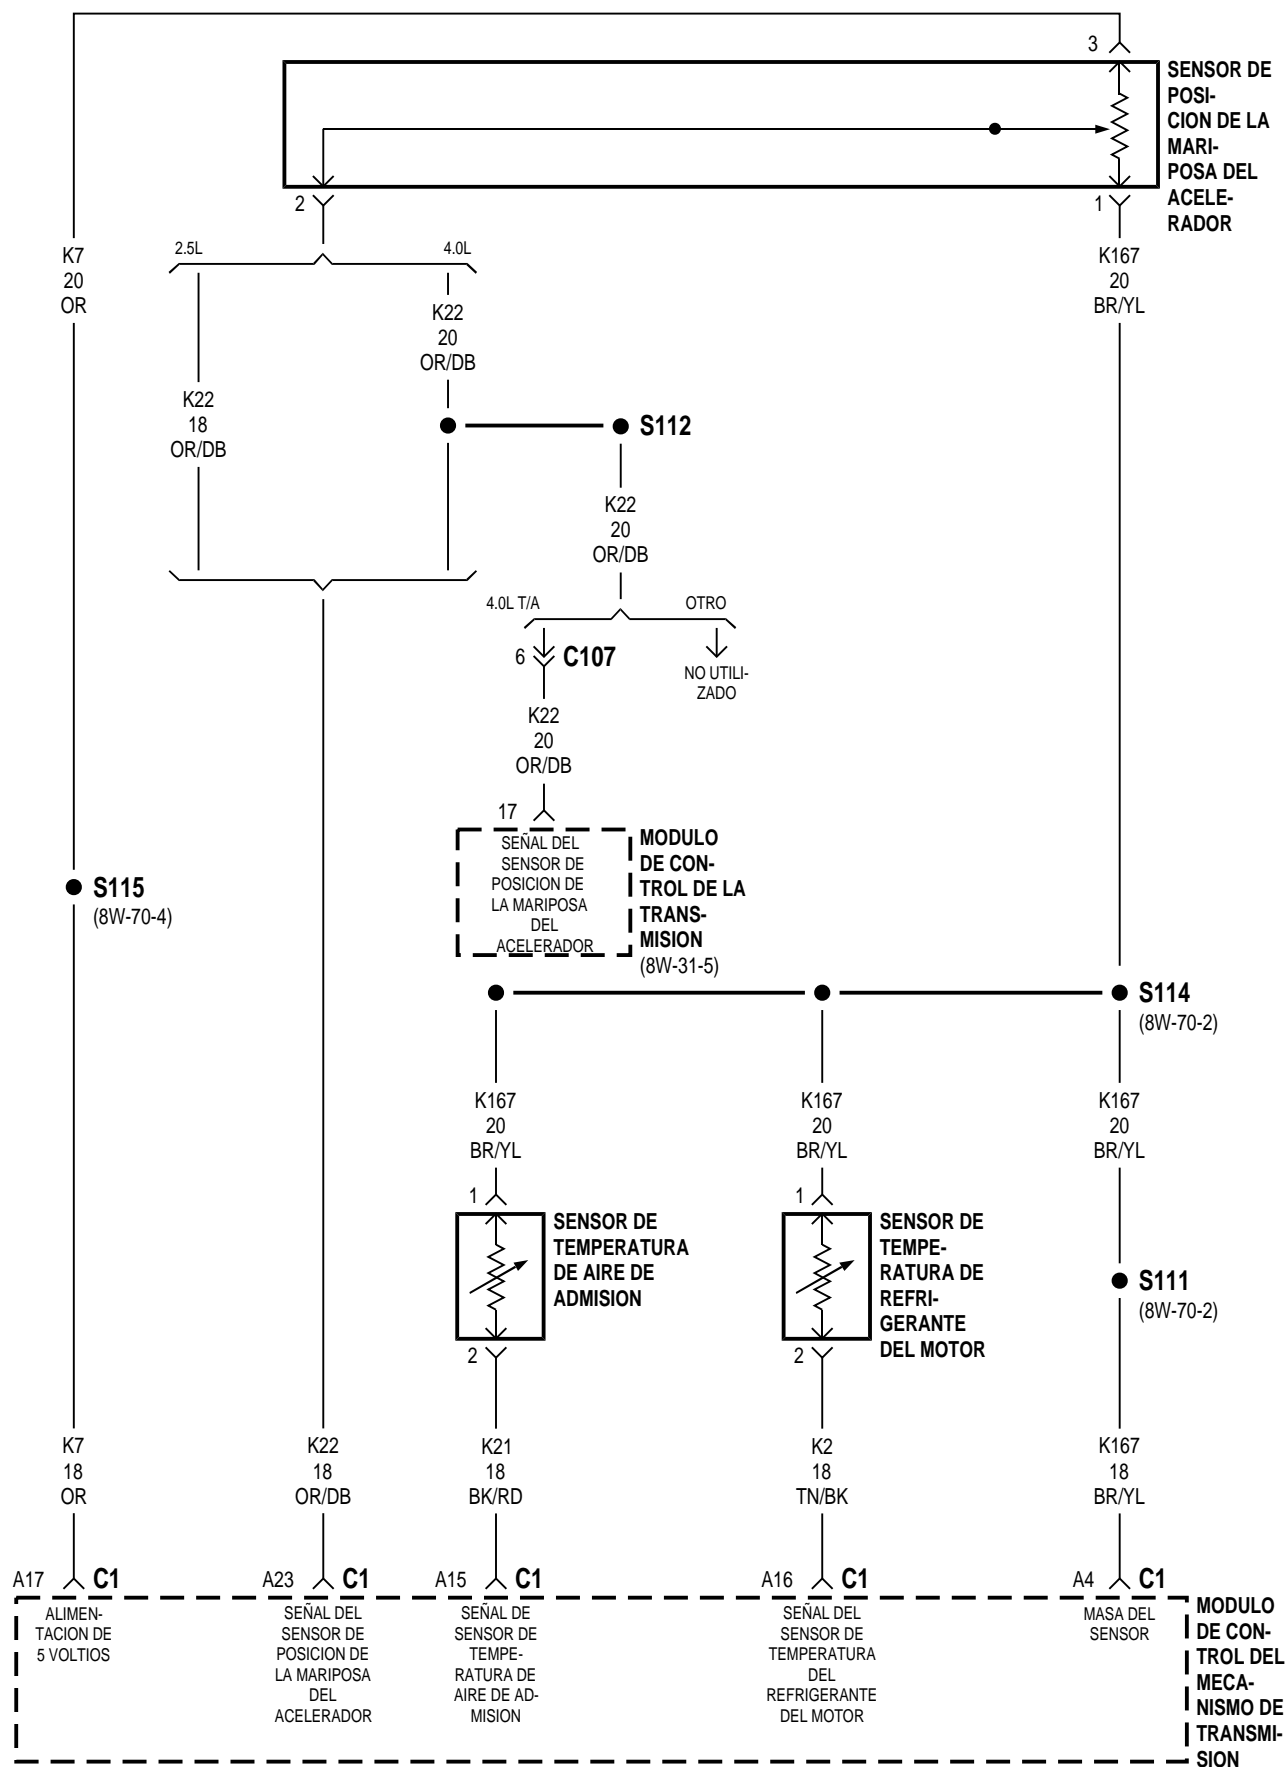 3
SENSOR DE
POSI-
CION DE LA
MARI-
POSA DEL
ACELE-
RADOR
2
1
K7
20
OR
2.5L
4.0L
K167
20
BR/YL
K22
20
OR/DB
K22
18
OR/DB
S112
K22
20
OR/DB
4.0L T/A
OTRO
6
C107
NO UTILI-
ZADO
K22
20
OR/DB
17
SEÑAL DEL
SENSOR DE
POSICION DE
LA MARIPOSA
DEL
ACELERADOR
MODULO
DE CON-
TROL DE LA
TRANS-
MISION
(8W-31-5)
S115
(8W-70-4)
S114
(8W-70-2)
K167
20
BR/YL
K167
20
BR/YL
K167
20
BR/YL
1
SENSOR DE
TEMPERATURA
DE AIRE DE
ADMISION
2
1
SENSOR DE
TEMPE-
RATURA DE
REFRI-
GERANTE
DEL MOTOR
2
S111
(8W-70-2)
K7
18
OR
K22
18
OR/DB
K21
18
BK/RD
K2
18
TN/BK
K167
18
BR/YL
A17
C1
A23
C1
A15
C1
A16
C1
A4
C1
ALIMEN-
TACION DE
5 VOLTIOS
SEÑAL DEL
SENSOR DE
POSICION DE
LA MARIPOSA
DEL
ACELERADOR
SEÑAL DE
SENSOR DE
TEMPE-
RATURA DE
AIRE DE AD-
MISION
SEÑAL DEL
SENSOR DE
TEMPERATURA
DEL
REFRIGERANTE
DEL MOTOR
MASA DEL
SENSOR
MODULO
DE CON-
TROL DEL
MECA-
NISMO DE
TRANSMI-
SION